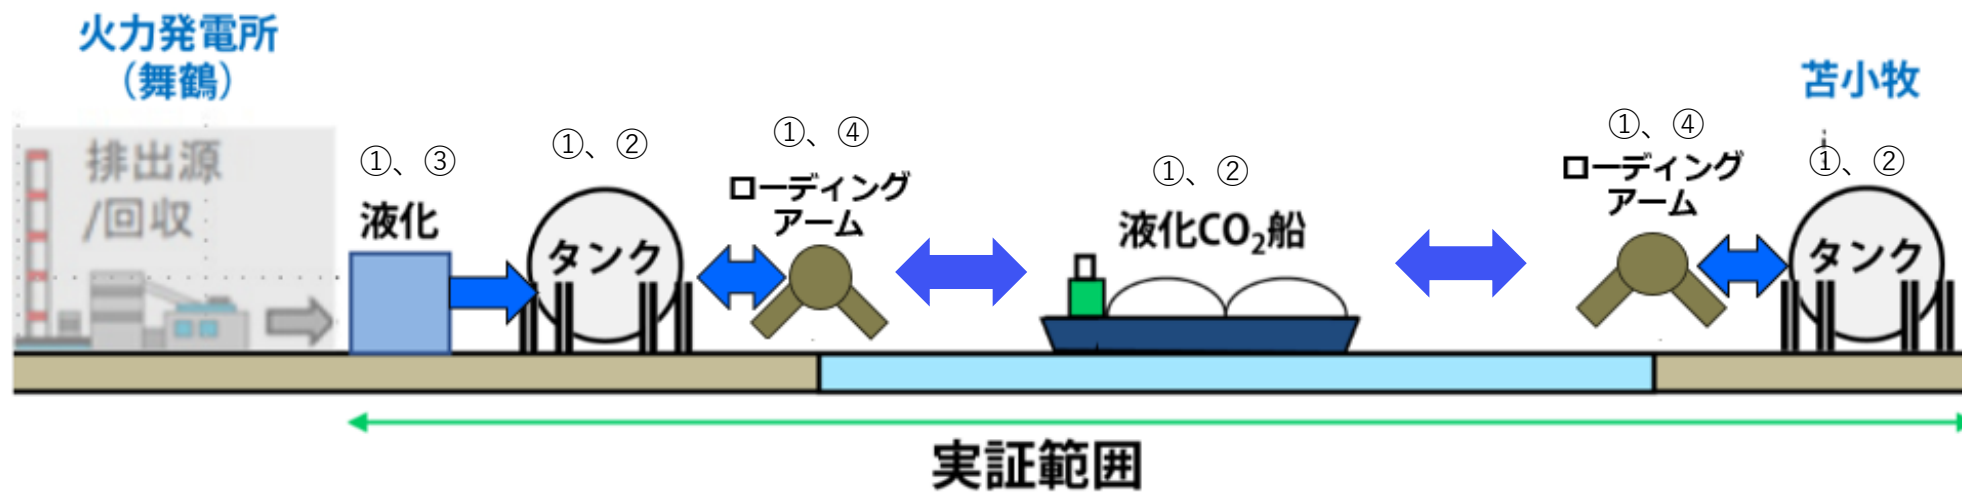 火力発電所
（舞鶴）
排出源
/回収
①、③
液化
①、②
タンク
①、④
ローディング
アーム
①、②
液化CO₂船
①、④
ローディング
アーム
苫小牧
①、②
タンク
実証範囲